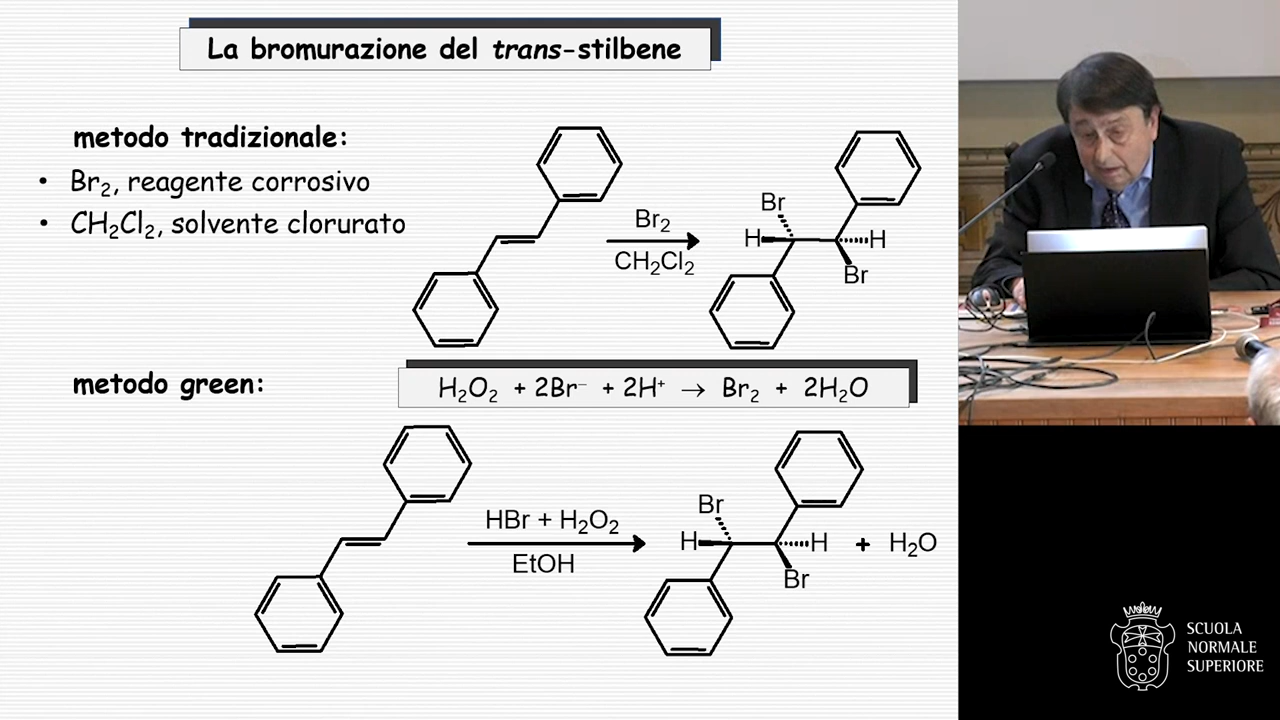 La bromurazione del trans-stilbene
metodo tradizionale:
• Br₂, reagente corrosivo
• CH₂Cl₂, solvente clorurato
Br₂
CH₂Cl₂
Br
H
H
Br
metodo green:
H₂O₂ + 2Br⁻ + 2H⁺ → Br₂ + 2H₂O
HBr + H₂O₂
EtOH
Br
H
H
Br
+ H₂O
SCUOLA
NORMALE
SUPERIORE